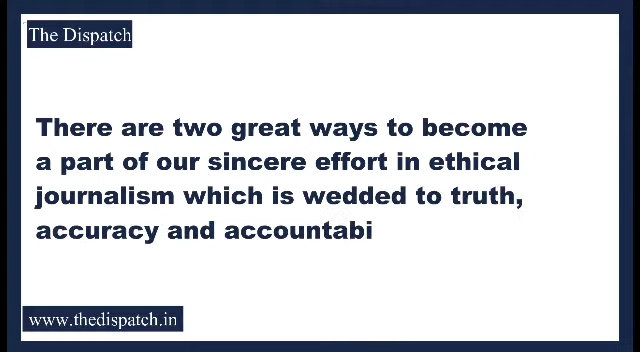 The Dispatch
There are two great ways to become
a part of our sincere effort in ethical
journalism which is wedded to truth,
accuracy and accountabi
www.thedispatch.in